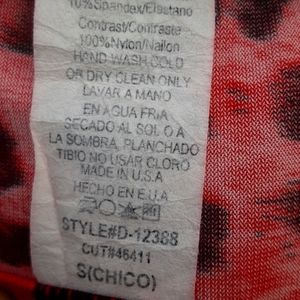 10%Spandex/Elastano
Contrast/Contraste
100%Nylon/Nailon
HAND WASH COLD
OR DRY CLEAN ONLY
LAVAR A MANO
EN AGUA FRIA
SECADO AL SOL O A
LA SOMBRA, PLANCHADO
TIBIO NO USAR CLORO
MADE IN U.S.A
HECHO EN E.U.A
STYLE#D-12388
CUT#46411
S(CHICO)